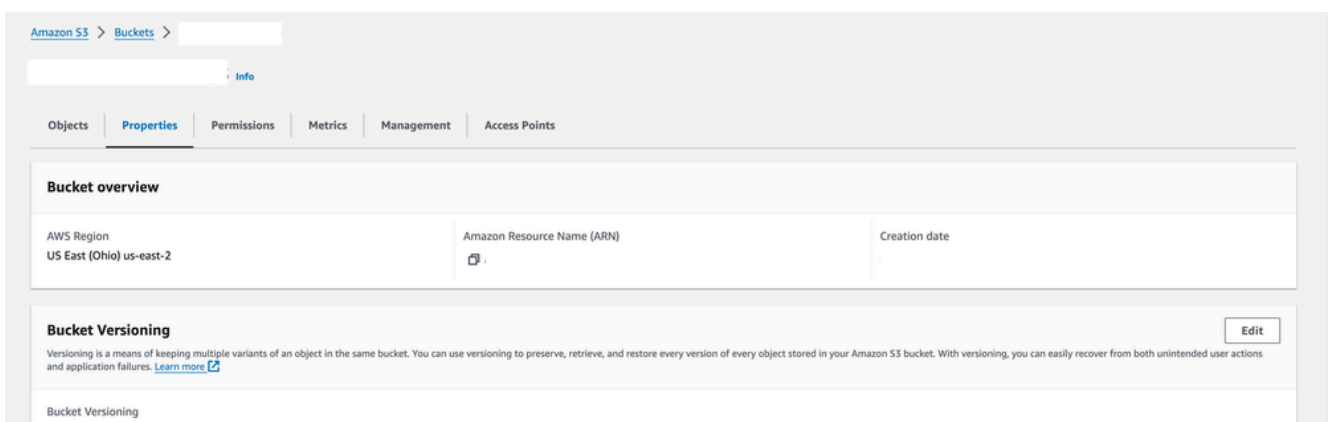 Amazon S3 > Buckets >
Info
Objects Properties Permissions Metrics Management Access Points
Bucket overview
AWS Region Amazon Resource Name (ARN) Creation date
US East (Ohio) us-east-2
Bucket Versioning Edit
Versioning is a means of keeping multiple variants of an object in the same bucket. You can use versioning to preserve, retrieve, and restore every version of every object stored in your Amazon S3 bucket. With versioning, you can easily recover from both unintended user actions
and application failures. Learn more
Bucket Versioning